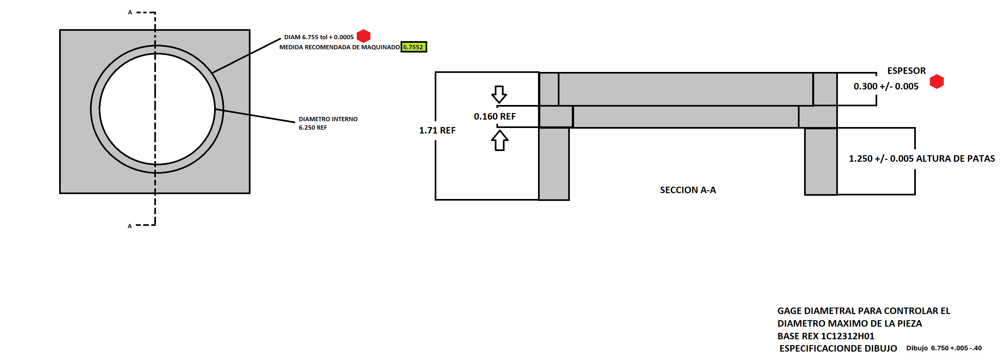 A
DIAM 6.755 tol + 0.0005
MEDIDA RECOMENDADA DE MAQUINADO 6.7552
DIAMETRO INTERNO
6.250 REF
A
ESPESOR
0.300 +/- 0.005
0.160 REF
1.71 REF
1.250 +/- 0.005 ALTURA DE PATAS
SECCION A-A
GAGE DIAMETRAL PARA CONTROLAR EL
DIAMETRO MAXIMO DE LA PIEZA
BASE REX 1C12312H01
ESPECIFICACIONDE DIBUJO Dibujo 6.750 +.005 -.40